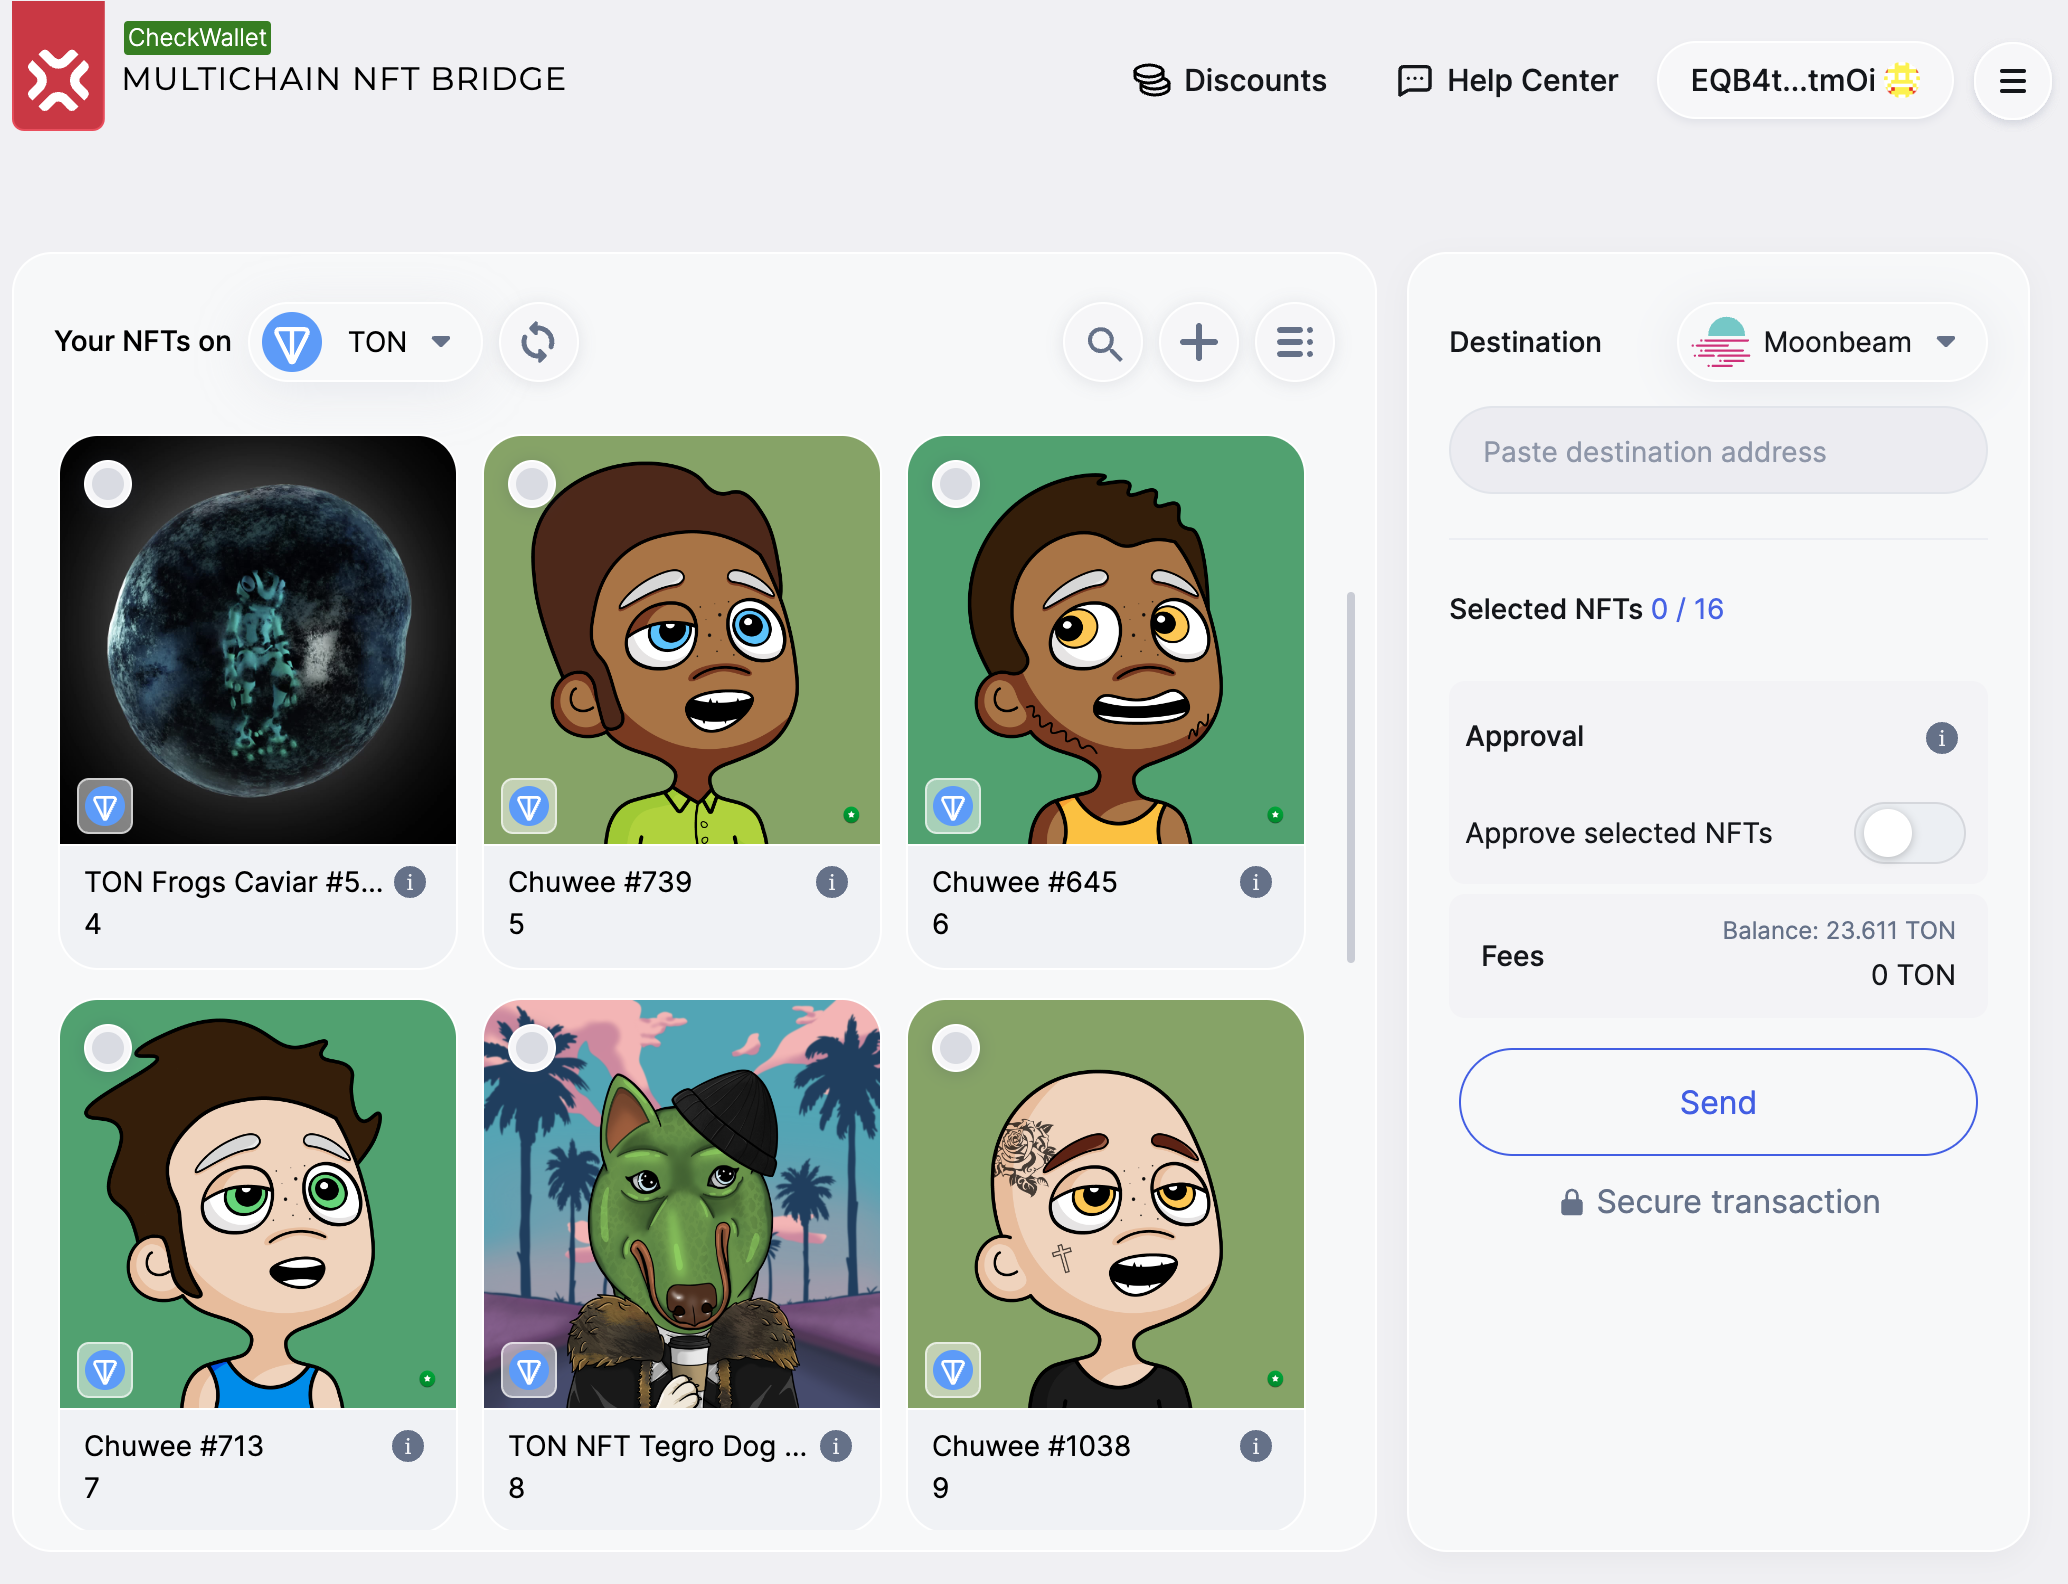 CheckWallet
MULTICHAIN NFT BRIDGE
Discounts
Help Center
EQB4t...tmOi
Your NFTs on
TON
Destination
Moonbeam
Paste destination address
Selected NFTs 0 / 16
Approval
Approve selected NFTs
Balance: 23.611 TON
Fees
0 TON
Send
Secure transaction
TON Frogs Caviar #5...
4
Chuwee #739
5
Chuwee #645
6
Chuwee #713
7
TON NFT Tegro Dog ...
8
Chuwee #1038
9